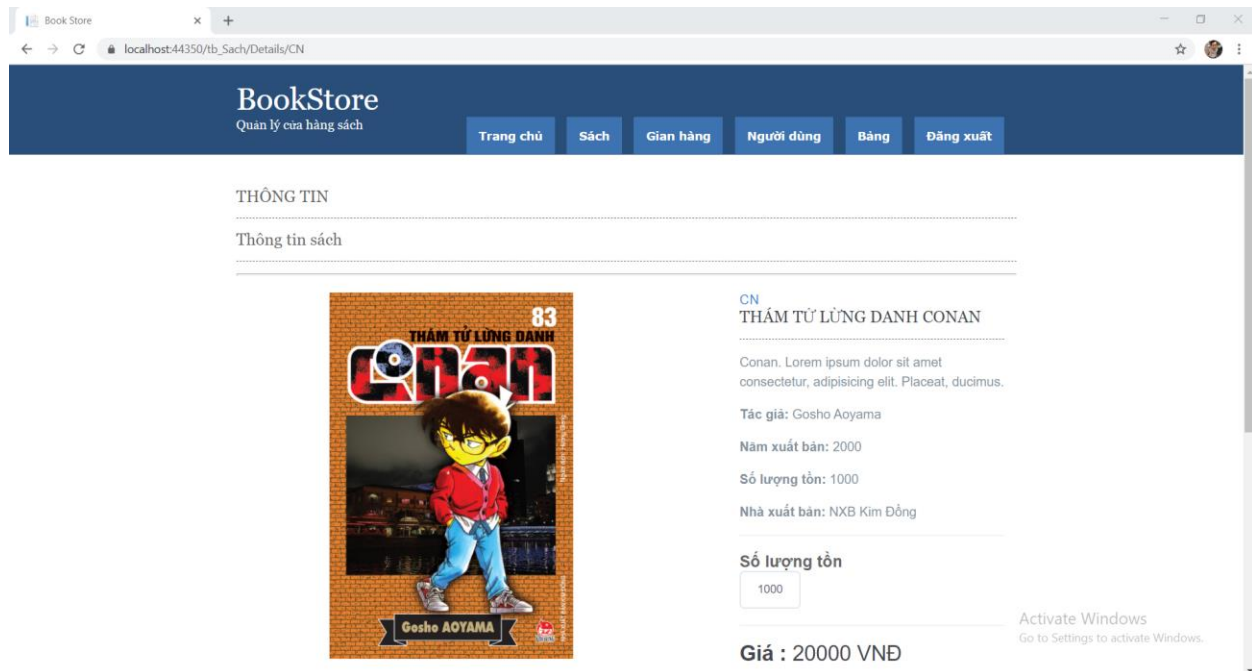 Book Store
localhost:44350/tb_Sach/Details/CN
BookStore
Quản lý cửa hàng sách
Trang chủ Sách Gian hàng Người dùng Bảng Đăng xuất
THÔNG TIN
Thông tin sách
83
THÁM TỬ LỪNG DANH
conan
Gosho AOYAMA
CN
THÁM TỬ LỪNG DANH CONAN
Conan. Lorem ipsum dolor sit amet
consectetur, adipisicing elit. Placeat, ducimus.
Tác giả: Gosho Aoyama
Năm xuất bản: 2000
Số lượng tồn: 1000
Nhà xuất bản: NXB Kim Đồng
Số lượng tồn
1000
Giá : 20000 VNĐ
Activate Windows
Go to Settings to activate Windows.